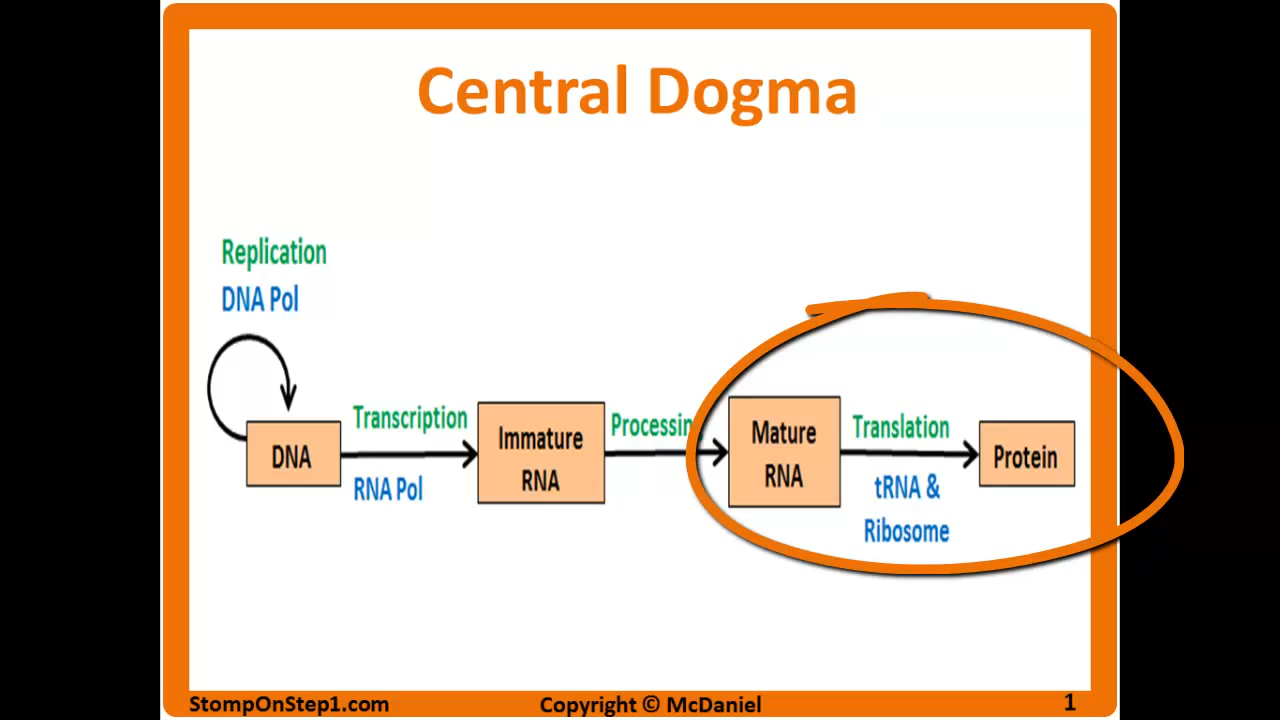 Central Dogma
Replication
DNA Pol
DNA
Transcription
RNA Pol
Immature
RNA
Processin
Mature
RNA
Translation
tRNA &
Ribosome
Protein
StompOnStep1.com
Copyright © McDaniel
1